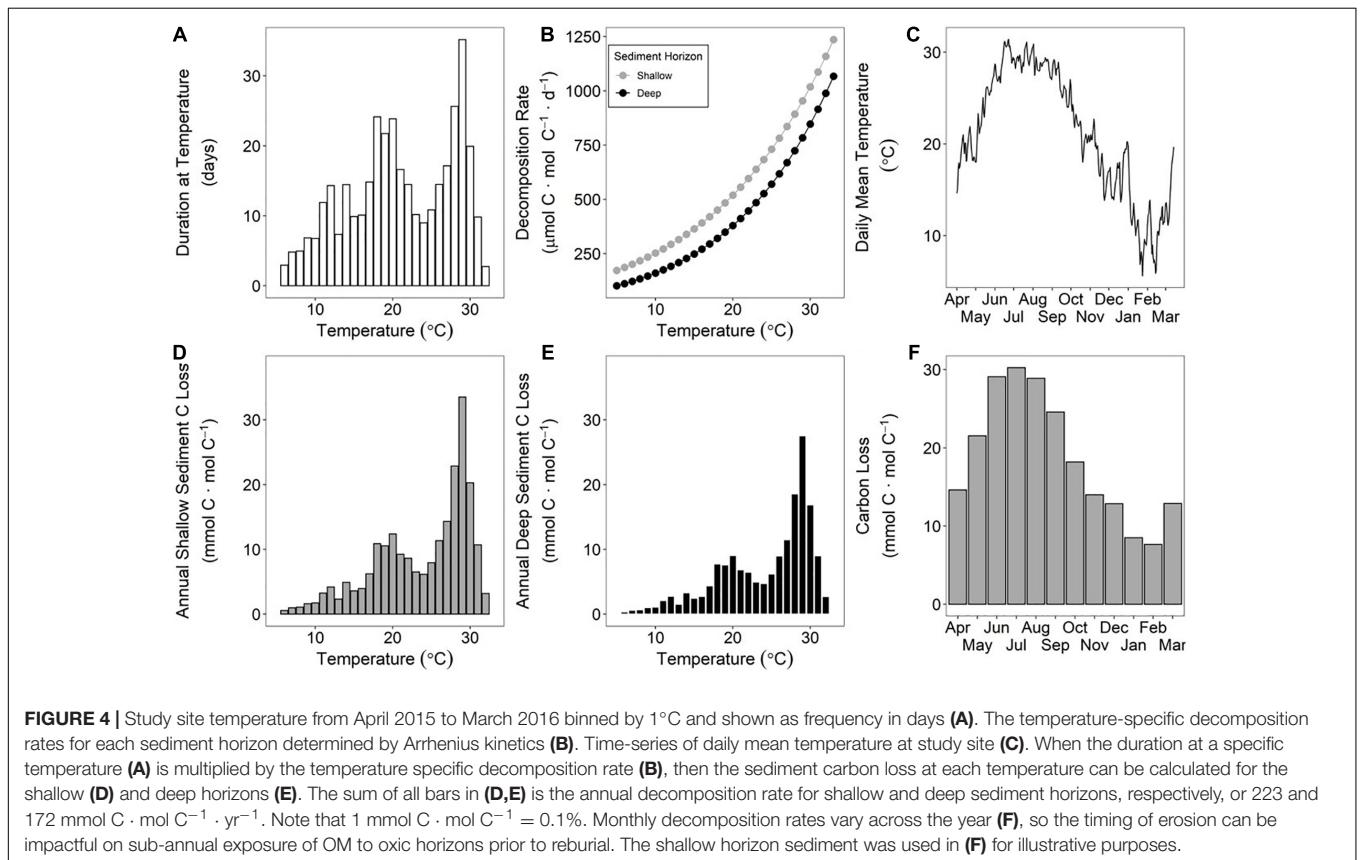 A
Duration at Temperature
(days)
30
20
10
0
10
20
30
Temperature (°C)
B
Decomposition Rate
(μmol C · mol C⁻¹ · d⁻¹)
1250
1000
750
500
250
Sediment Horizon
Shallow
Deep
10
20
30
Temperature (°C)
C
Daily Mean Temperature
(°C)
30
20
10
Apr
May
Jun
Jul
Aug
Sep
Oct
Nov
Dec
Jan
Feb
Mar
D
Annual Shallow Sediment C Loss
(mmol C · mol C⁻¹)
30
20
10
0
10
20
30
Temperature (°C)
E
Annual Deep Sediment C Loss
(mmol C · mol C⁻¹)
30
20
10
0
10
20
30
Temperature (°C)
F
Carbon Loss
(mmol C · mol C⁻¹)
30
20
10
0
Apr
May
Jun
Jul
Aug
Sep
Oct
Nov
Dec
Jan
Feb
Mar
FIGURE 4 | Study site temperature from April 2015 to March 2016 binned by 1°C and shown as frequency in days (A). The temperature-specific decomposition
rates for each sediment horizon determined by Arrhenius kinetics (B). Time-series of daily mean temperature at study site (C). When the duration at a specific
temperature (A) is multiplied by the temperature specific decomposition rate (B), then the sediment carbon loss at each temperature can be calculated for the
shallow (D) and deep horizons (E). The sum of all bars in (D,E) is the annual decomposition rate for shallow and deep sediment horizons, respectively, or 223 and
172 mmol C · mol C⁻¹ · yr⁻¹. Note that 1 mmol C · mol C⁻¹ = 0.1%. Monthly decomposition rates vary across the year (F), so the timing of erosion can be
impactful on sub-annual exposure of OM to oxic horizons prior to reburial. The shallow horizon sediment was used in (F) for illustrative purposes.